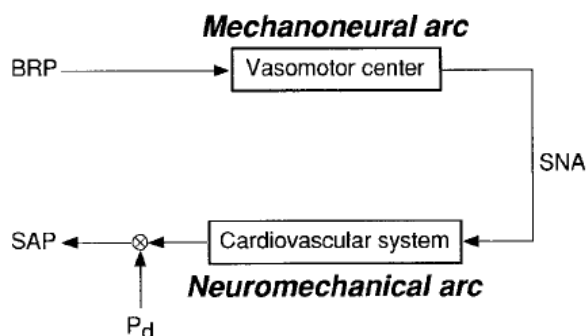 Mechanoneural arc
BRP
Vasomotor center
SNA
SAP
Cardiovascular system
Neuromechanical arc
Pd